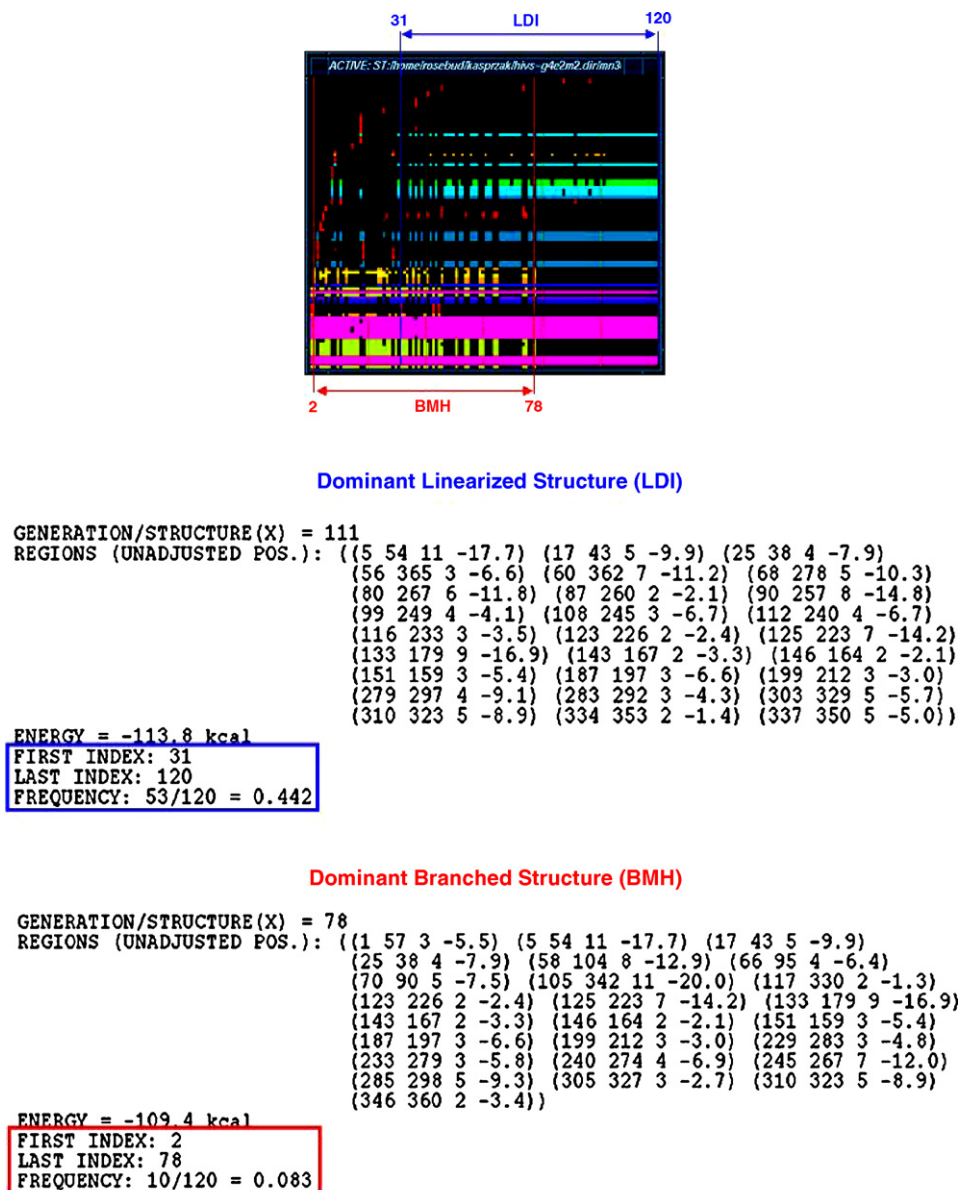 31 LDI 120
ACTIVE: ST:/home/rosebud/kasprzak/hivs-g4e2m2.dir/mn3
2 BMH 78
Dominant Linearized Structure (LDI)
GENERATION/STRUCTURE(X) = 111
REGIONS (UNADJUSTED POS.): ((5 54 11 -17.7) (17 43 5 -9.9) (25 38 4 -7.9)
(56 365 3 -6.6) (60 362 7 -11.2) (68 278 5 -10.3)
(80 267 6 -11.8) (87 260 2 -2.1) (90 257 8 -14.8)
(99 249 4 -4.1) (108 245 3 -6.7) (112 240 4 -6.7)
(116 233 3 -3.5) (123 226 2 -2.4) (125 223 7 -14.2)
(133 179 9 -16.9) (143 167 2 -3.3) (146 164 2 -2.1)
(151 159 3 -5.4) (187 197 3 -6.6) (199 212 3 -3.0)
(279 297 4 -9.1) (283 292 3 -4.3) (303 329 5 -5.7)
(310 323 5 -8.9) (334 353 2 -1.4) (337 350 5 -5.0))
ENERGY = -113.8 kcal
FIRST INDEX: 31
LAST INDEX: 120
FREQUENCY: 53/120 = 0.442
Dominant Branched Structure (BMH)
GENERATION/STRUCTURE(X) = 78
REGIONS (UNADJUSTED POS.): ((1 57 3 -5.5) (5 54 11 -17.7) (17 43 5 -9.9)
(25 38 4 -7.9) (58 104 8 -12.9) (66 95 4 -6.4)
(70 90 5 -7.5) (105 342 11 -20.0) (117 330 2 -1.3)
(123 226 2 -2.4) (125 223 7 -14.2) (133 179 9 -16.9)
(143 167 2 -3.3) (146 164 2 -2.1) (151 159 3 -5.4)
(187 197 3 -6.6) (199 212 3 -3.0) (229 283 3 -4.8)
(233 279 3 -5.8) (240 274 4 -6.9) (245 267 7 -12.0)
(285 298 5 -9.3) (305 327 3 -2.7) (310 323 5 -8.9)
(346 360 2 -3.4))
ENERGY = -109.4 kcal
FIRST INDEX: 2
LAST INDEX: 78
FREQUENCY: 10/120 = 0.083